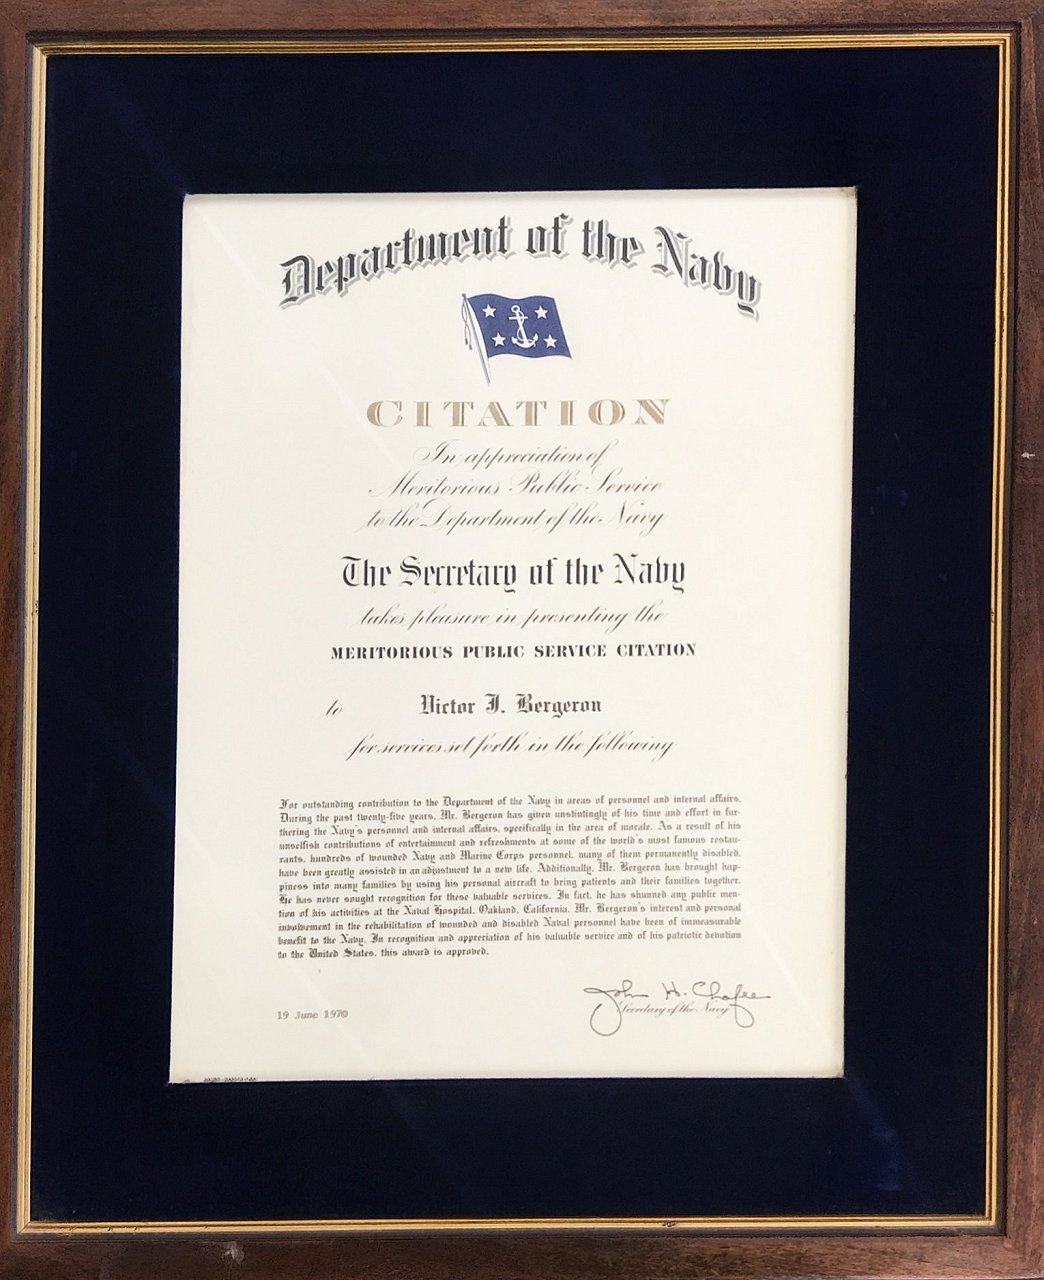 Department of the Navy
CITATION
In appreciation of
Meritorious Public Service
to the Department of the Navy
The Secretary of the Navy
takes pleasure in presenting the
MERITORIOUS PUBLIC SERVICE CITATION
to Victor J. Bergeron
for services set forth in the following
For outstanding contribution to the Department of the Navy in areas of personnel and internal affairs.
During the past twenty-five years, Mr. Bergeron has given unstintingly of his time and effort in fur-
thering the Navy's personnel and internal affairs, specifically in the area of morale. As a result of his
unselfish contributions of entertainment and refreshments at some of the world's most famous restau-
rants, hundreds of wounded Navy and Marine Corps personnel, many of them permanently disabled,
have been greatly assisted in an adjustment to a new life. Additionally, Mr. Bergeron has brought hap-
piness into many families by using his personal aircraft to bring patients and their families together.
He has never sought recognition for these valuable services. In fact, he has shunned any public men-
tion of his activities at the Naval Hospital, Oakland, California. Mr. Bergeron's interest and personal
involvement in the rehabilitation of wounded and disabled Naval personnel have been of immeasurable
benefit to the Navy. In recognition and appreciation of his valuable service and of his patriotic devotion
to the United States, this award is approved.
John H. Chafee
19 June 1970 Secretary of the Navy